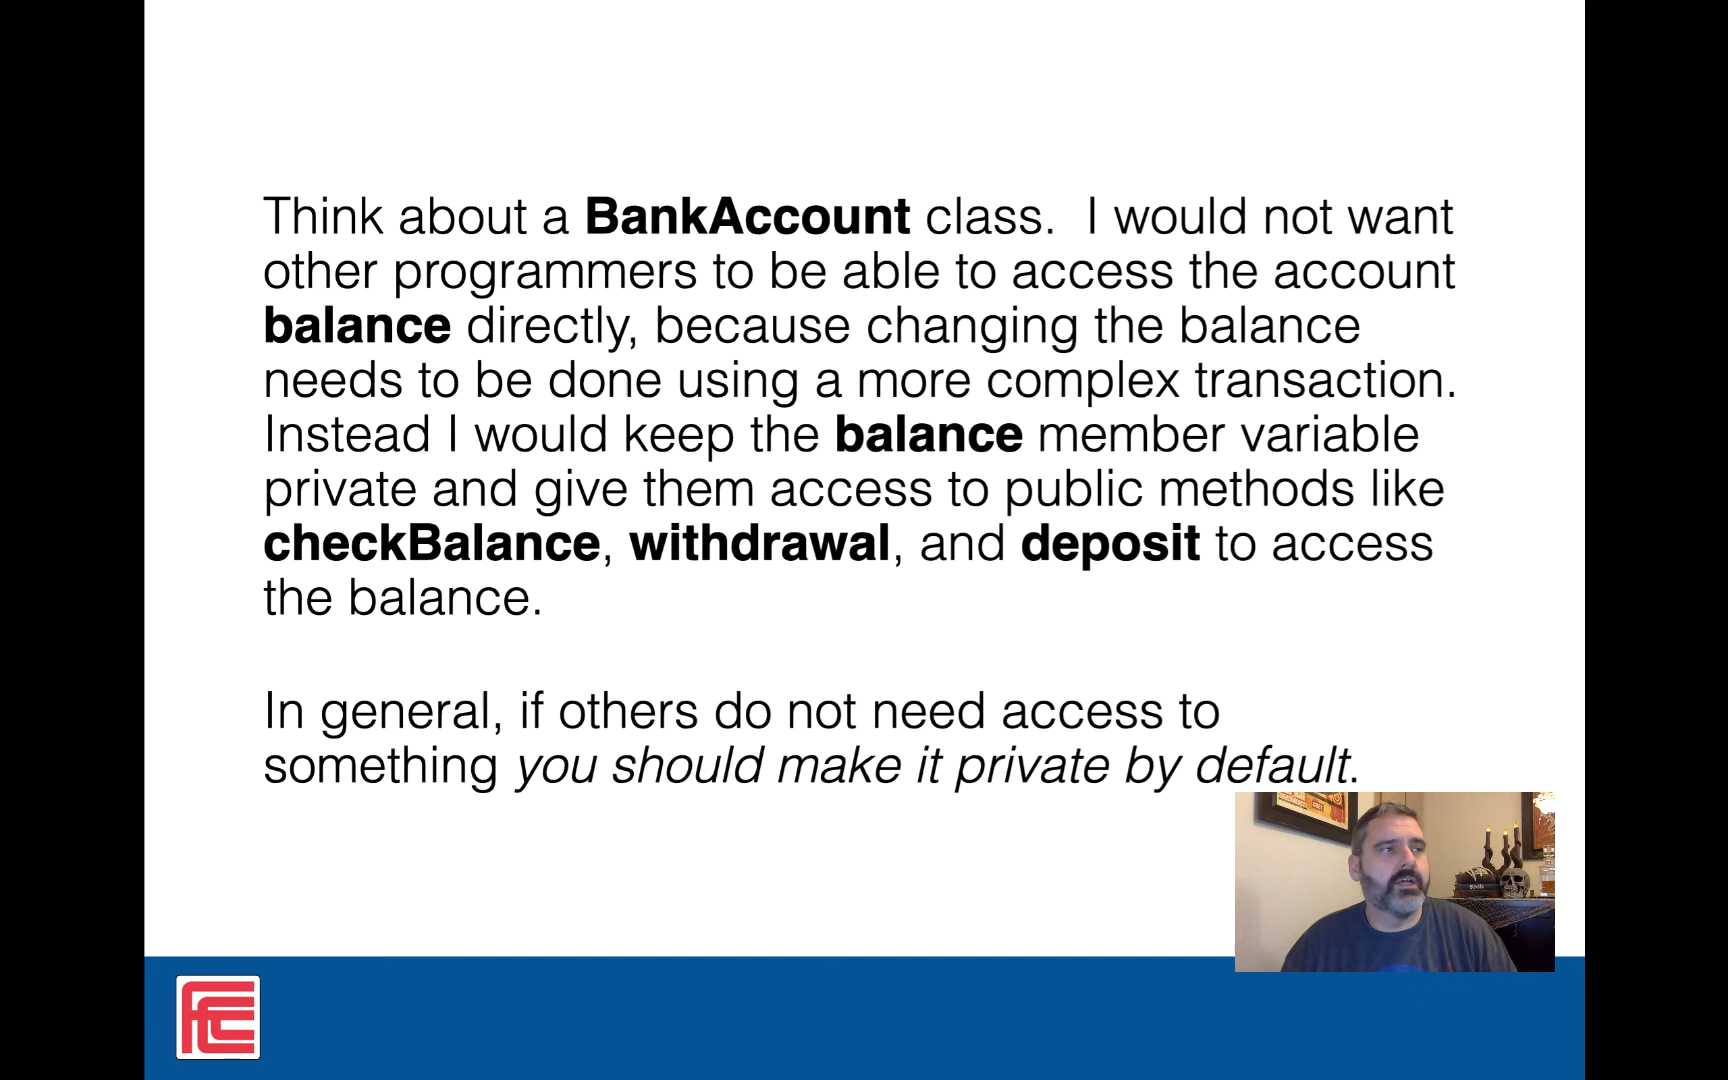 Think about a BankAccount class.  I would not want
other programmers to be able to access the account
balance directly, because changing the balance
needs to be done using a more complex transaction.
Instead I would keep the balance member variable
private and give them access to public methods like
checkBalance, withdrawal, and deposit to access
the balance.
In general, if others do not need access to
something you should make it private by default.
FCC